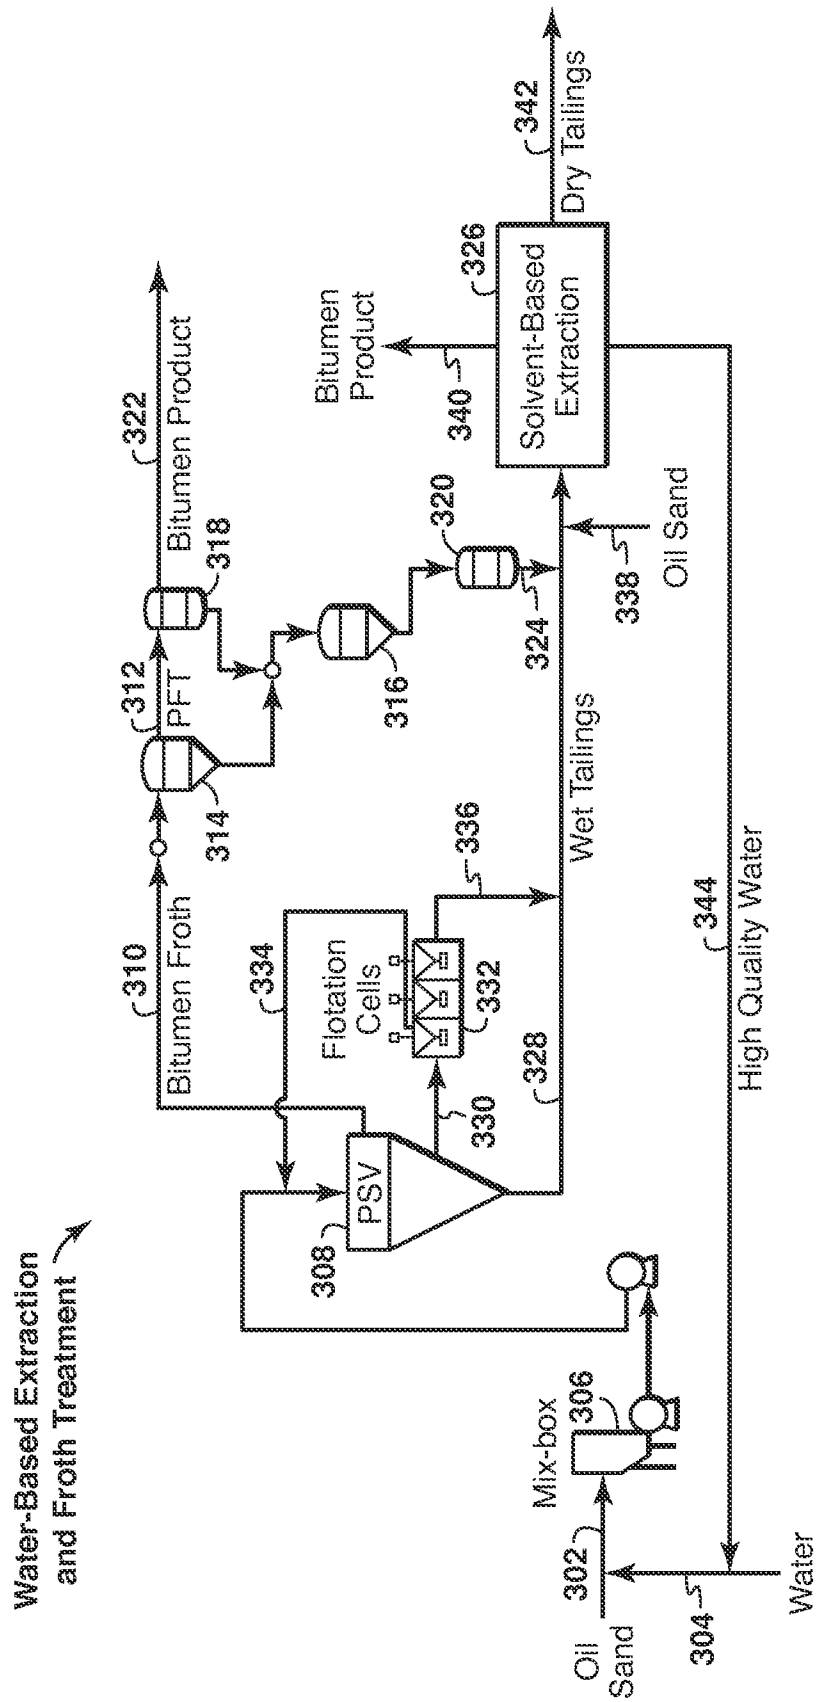 Water-Based Extraction
and Froth Treatment
310
Bitumen Froth
312
PFT
314
322
Bitumen Product
318
334
316
320
324
Bitumen
Product
340
326
Solvent-Based
Extraction
342
Dry Tailings
308
PSV
Flotation
Cells
330
332
336
328
Wet Tailings
338
Oil Sand
Mix-box
306
302
Oil
Sand
304
Water
344
High Quality Water